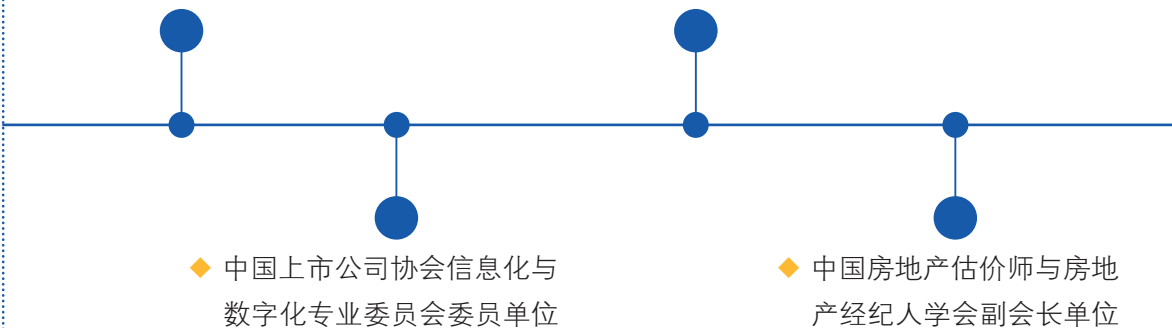 中国上市公司协会信息化与
数字化专业委员会委员单位
中国房地产估价师与房地
产经纪人学会副会长单位